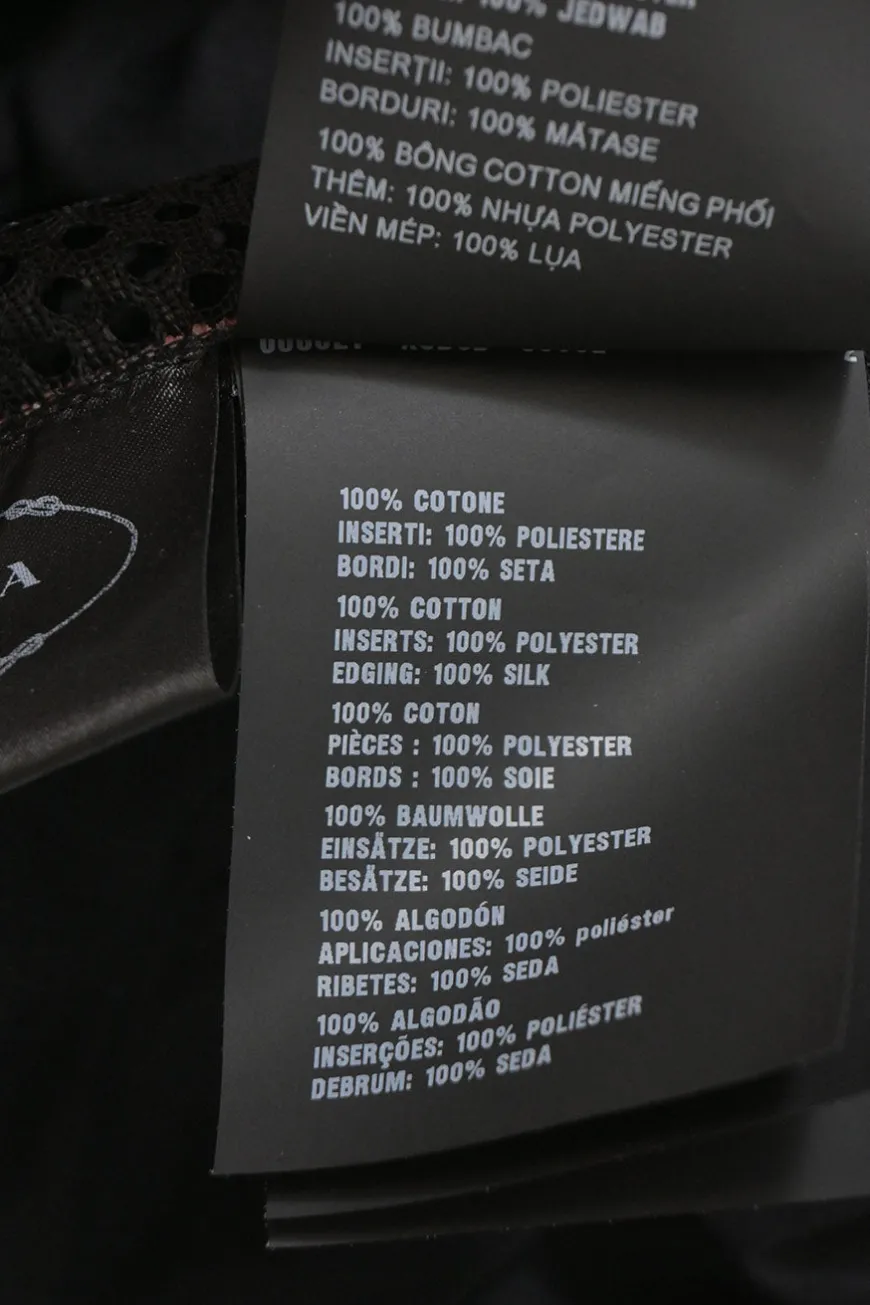 100% JEDWAB
100% BUMBAC
INSERȚII: 100% POLIESTER
BORDURI: 100% MĂTASE
100% BÔNG COTTON MIẾNG PHỐI
THÊM: 100% NHỰA POLYESTER
VIỀN MÉP: 100% LỤA
A
100% COTONE
INSERTI: 100% POLIESTERE
BORDI: 100% SETA
100% COTTON
INSERTS: 100% POLYESTER
EDGING: 100% SILK
100% COTON
PIÈCES : 100% POLYESTER
BORDS : 100% SOIE
100% BAUMWOLLE
EINSÄTZE: 100% POLYESTER
BESÄTZE: 100% SEIDE
100% ALGODÓN
APLICACIONES: 100% poliéster
RIBETES: 100% SEDA
100% ALGODÃO
INSERÇÕES: 100% POLIÉSTER
DEBRUM: 100% SEDA